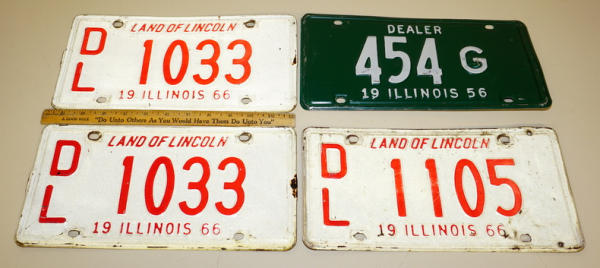 LAND OF LINCOLN
DL 1033
19 ILLINOIS 66
DEALER
454 G
19 ILLINOIS 56
"Do Unto Others As You Would Have Them Do Unto You"
LAND OF LINCOLN
DL 1033
19 ILLINOIS 66
LAND OF LINCOLN
DL 1105
19 ILLINOIS 66